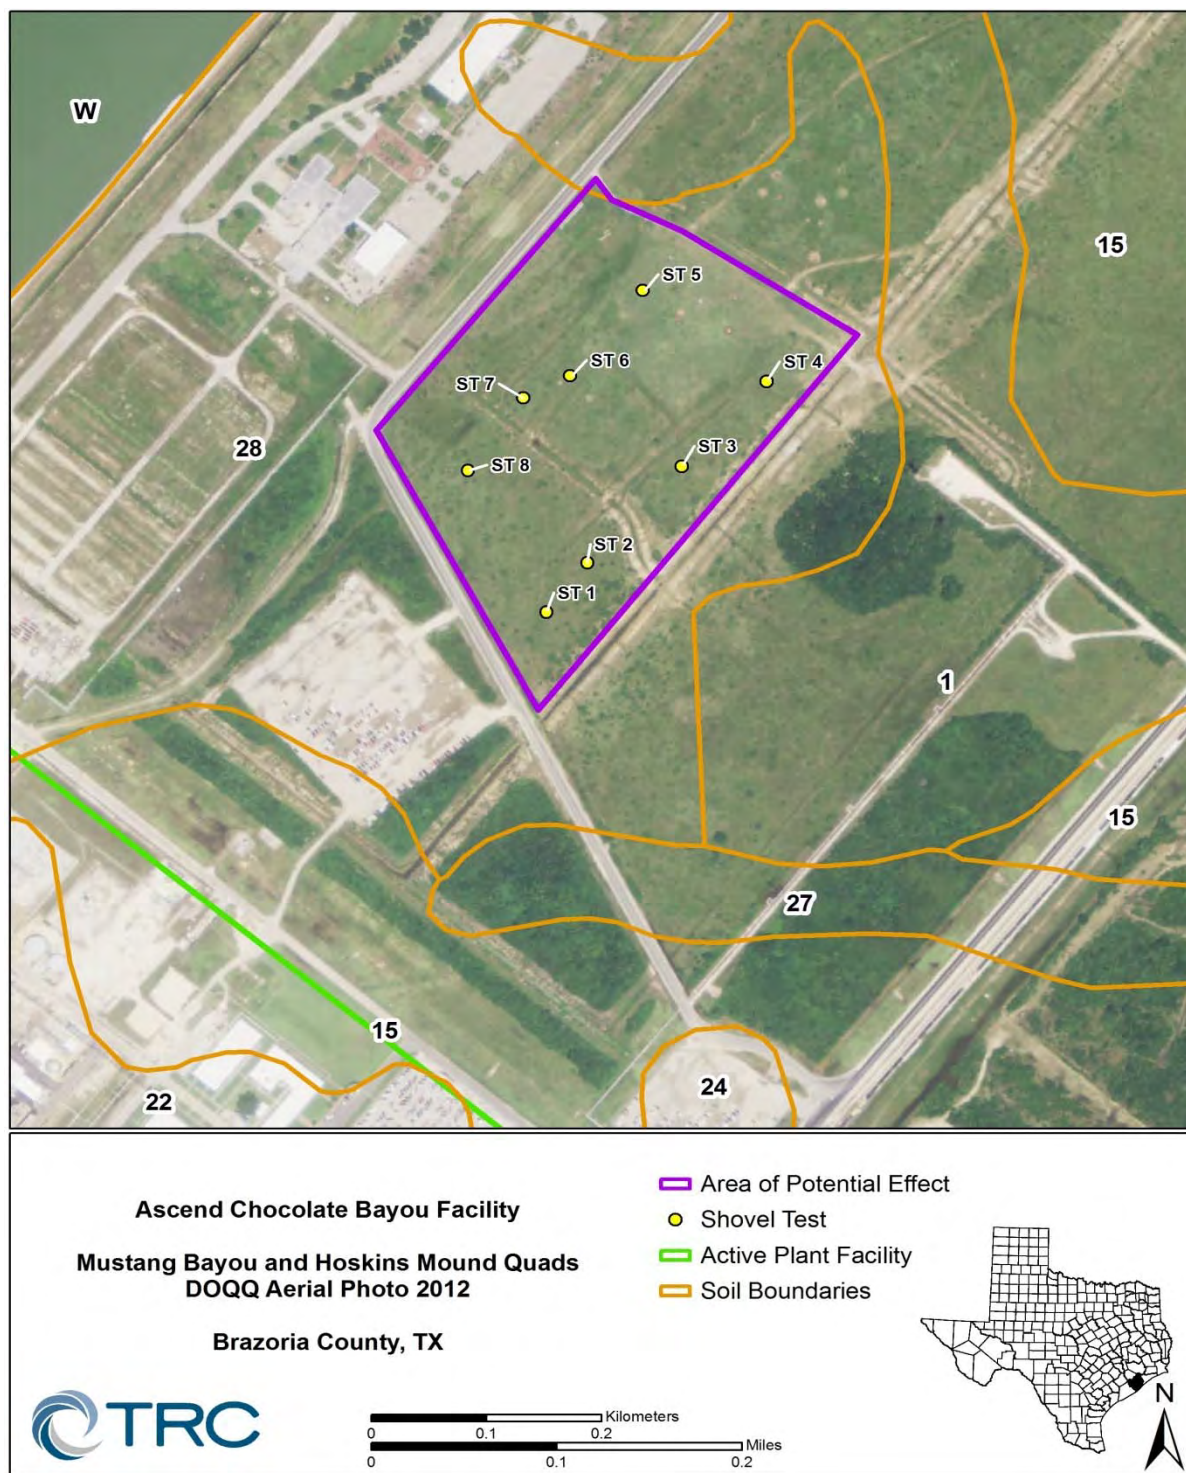 W
15
ST 5
ST 6
ST 4
ST 7
28
ST 3
ST 8
ST 2
ST 1
1
15
27
15
24
22
Ascend Chocolate Bayou Facility
Mustang Bayou and Hoskins Mound Quads
DOQQ Aerial Photo 2012
Brazoria County, TX
Area of Potential Effect
Shovel Test
Active Plant Facility
Soil Boundaries
TRC
Kilometers
0 0.1 0.2
Miles
0 0.1 0.2
N